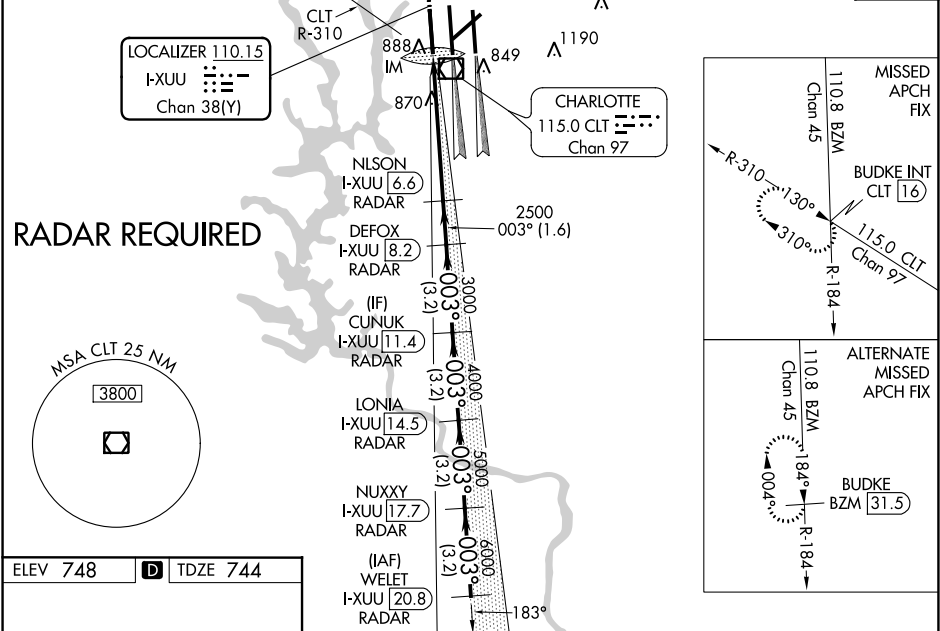 CLT
R-310
LOCALIZER 110.15
I-XUU
Chan 38(Y)
888
IM
849
1190
870
CHARLOTTE
115.0 CLT
Chan 97
NLSON
I-XUU 6.6
RADAR
2500
003° (1.6)
RADAR REQUIRED
DEFOX
I-XUU 8.2
RADAR
3000
003°
(3.2)
(IF)
CUNUK
I-XUU 11.4
RADAR
4000
003°
(3.2)
MSA CLT 25 NM
3800
LONIA
I-XUU 14.5
RADAR
5000
003°
(3.2)
NUXXY
I-XUU 17.7
RADAR
6000
003°
(3.2)
(IAF)
WELET
I-XUU 20.8
RADAR
183°
MISSED
APCH
FIX
110.8 BZM
Chan 45
R-310
130°
310°
BUDKE INT
CLT 16
115.0 CLT
Chan 97
R-184
ALTERNATE
MISSED
APCH FIX
110.8 BZM
Chan 45
184°
004°
BUDKE
BZM 31.5
R-184
ELEV 748 D TDZE 744